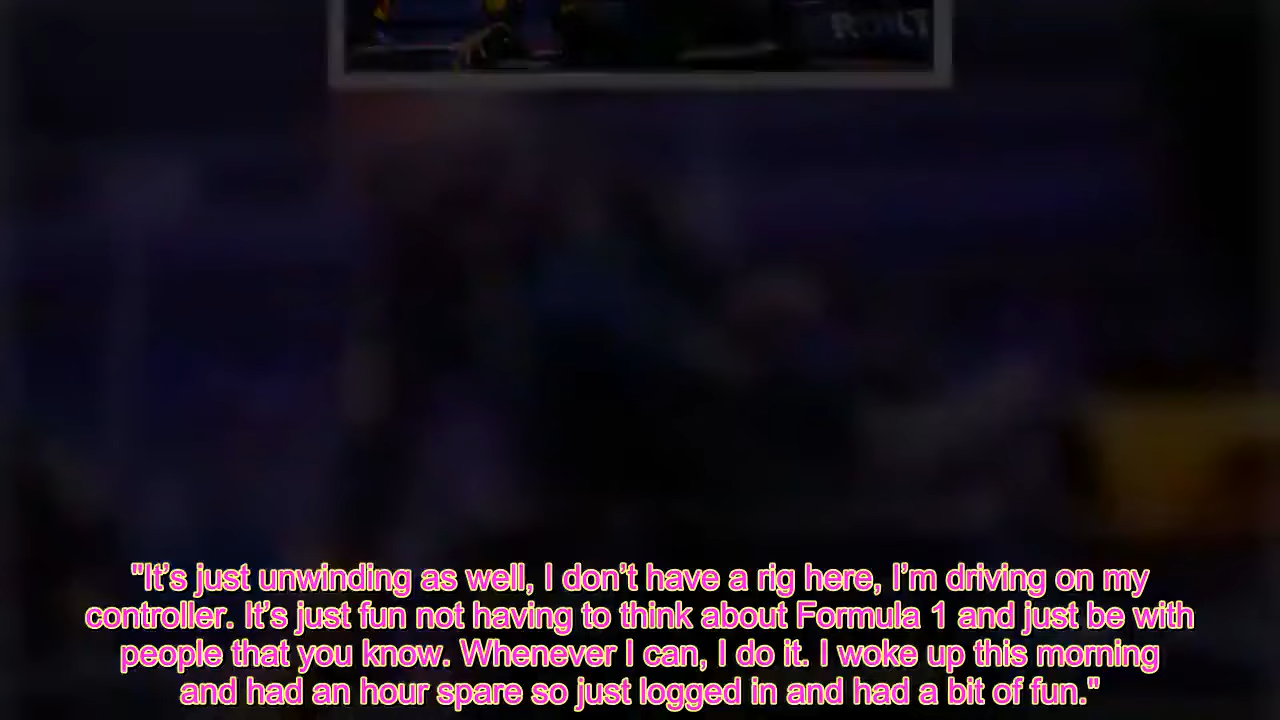 "It’s just unwinding as well, I don’t have a rig here, I’m driving on my
controller. It’s just fun not having to think about Formula 1 and just be with
people that you know. Whenever I can, I do it. I woke up this morning
and had an hour spare so just logged in and had a bit of fun."